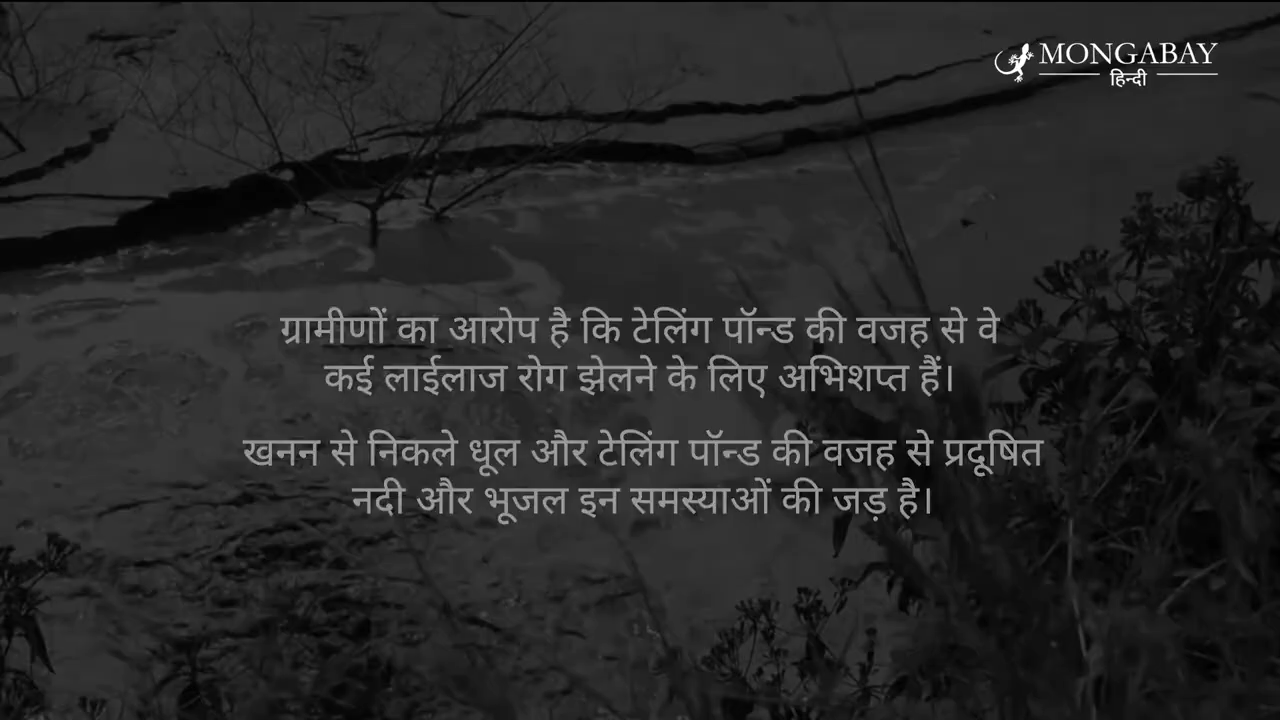 MONGABAY
हिन्दी
ग्रामीणों का आरोप है कि टेलिंग पॉन्ड की वजह से वे
कई लाईलाज रोग झेलने के लिए अभिशप्त हैं।
खनन से निकले धूल और टेलिंग पॉन्ड की वजह से प्रदूषित
नदी और भूजल इन समस्याओं की जड़ है।